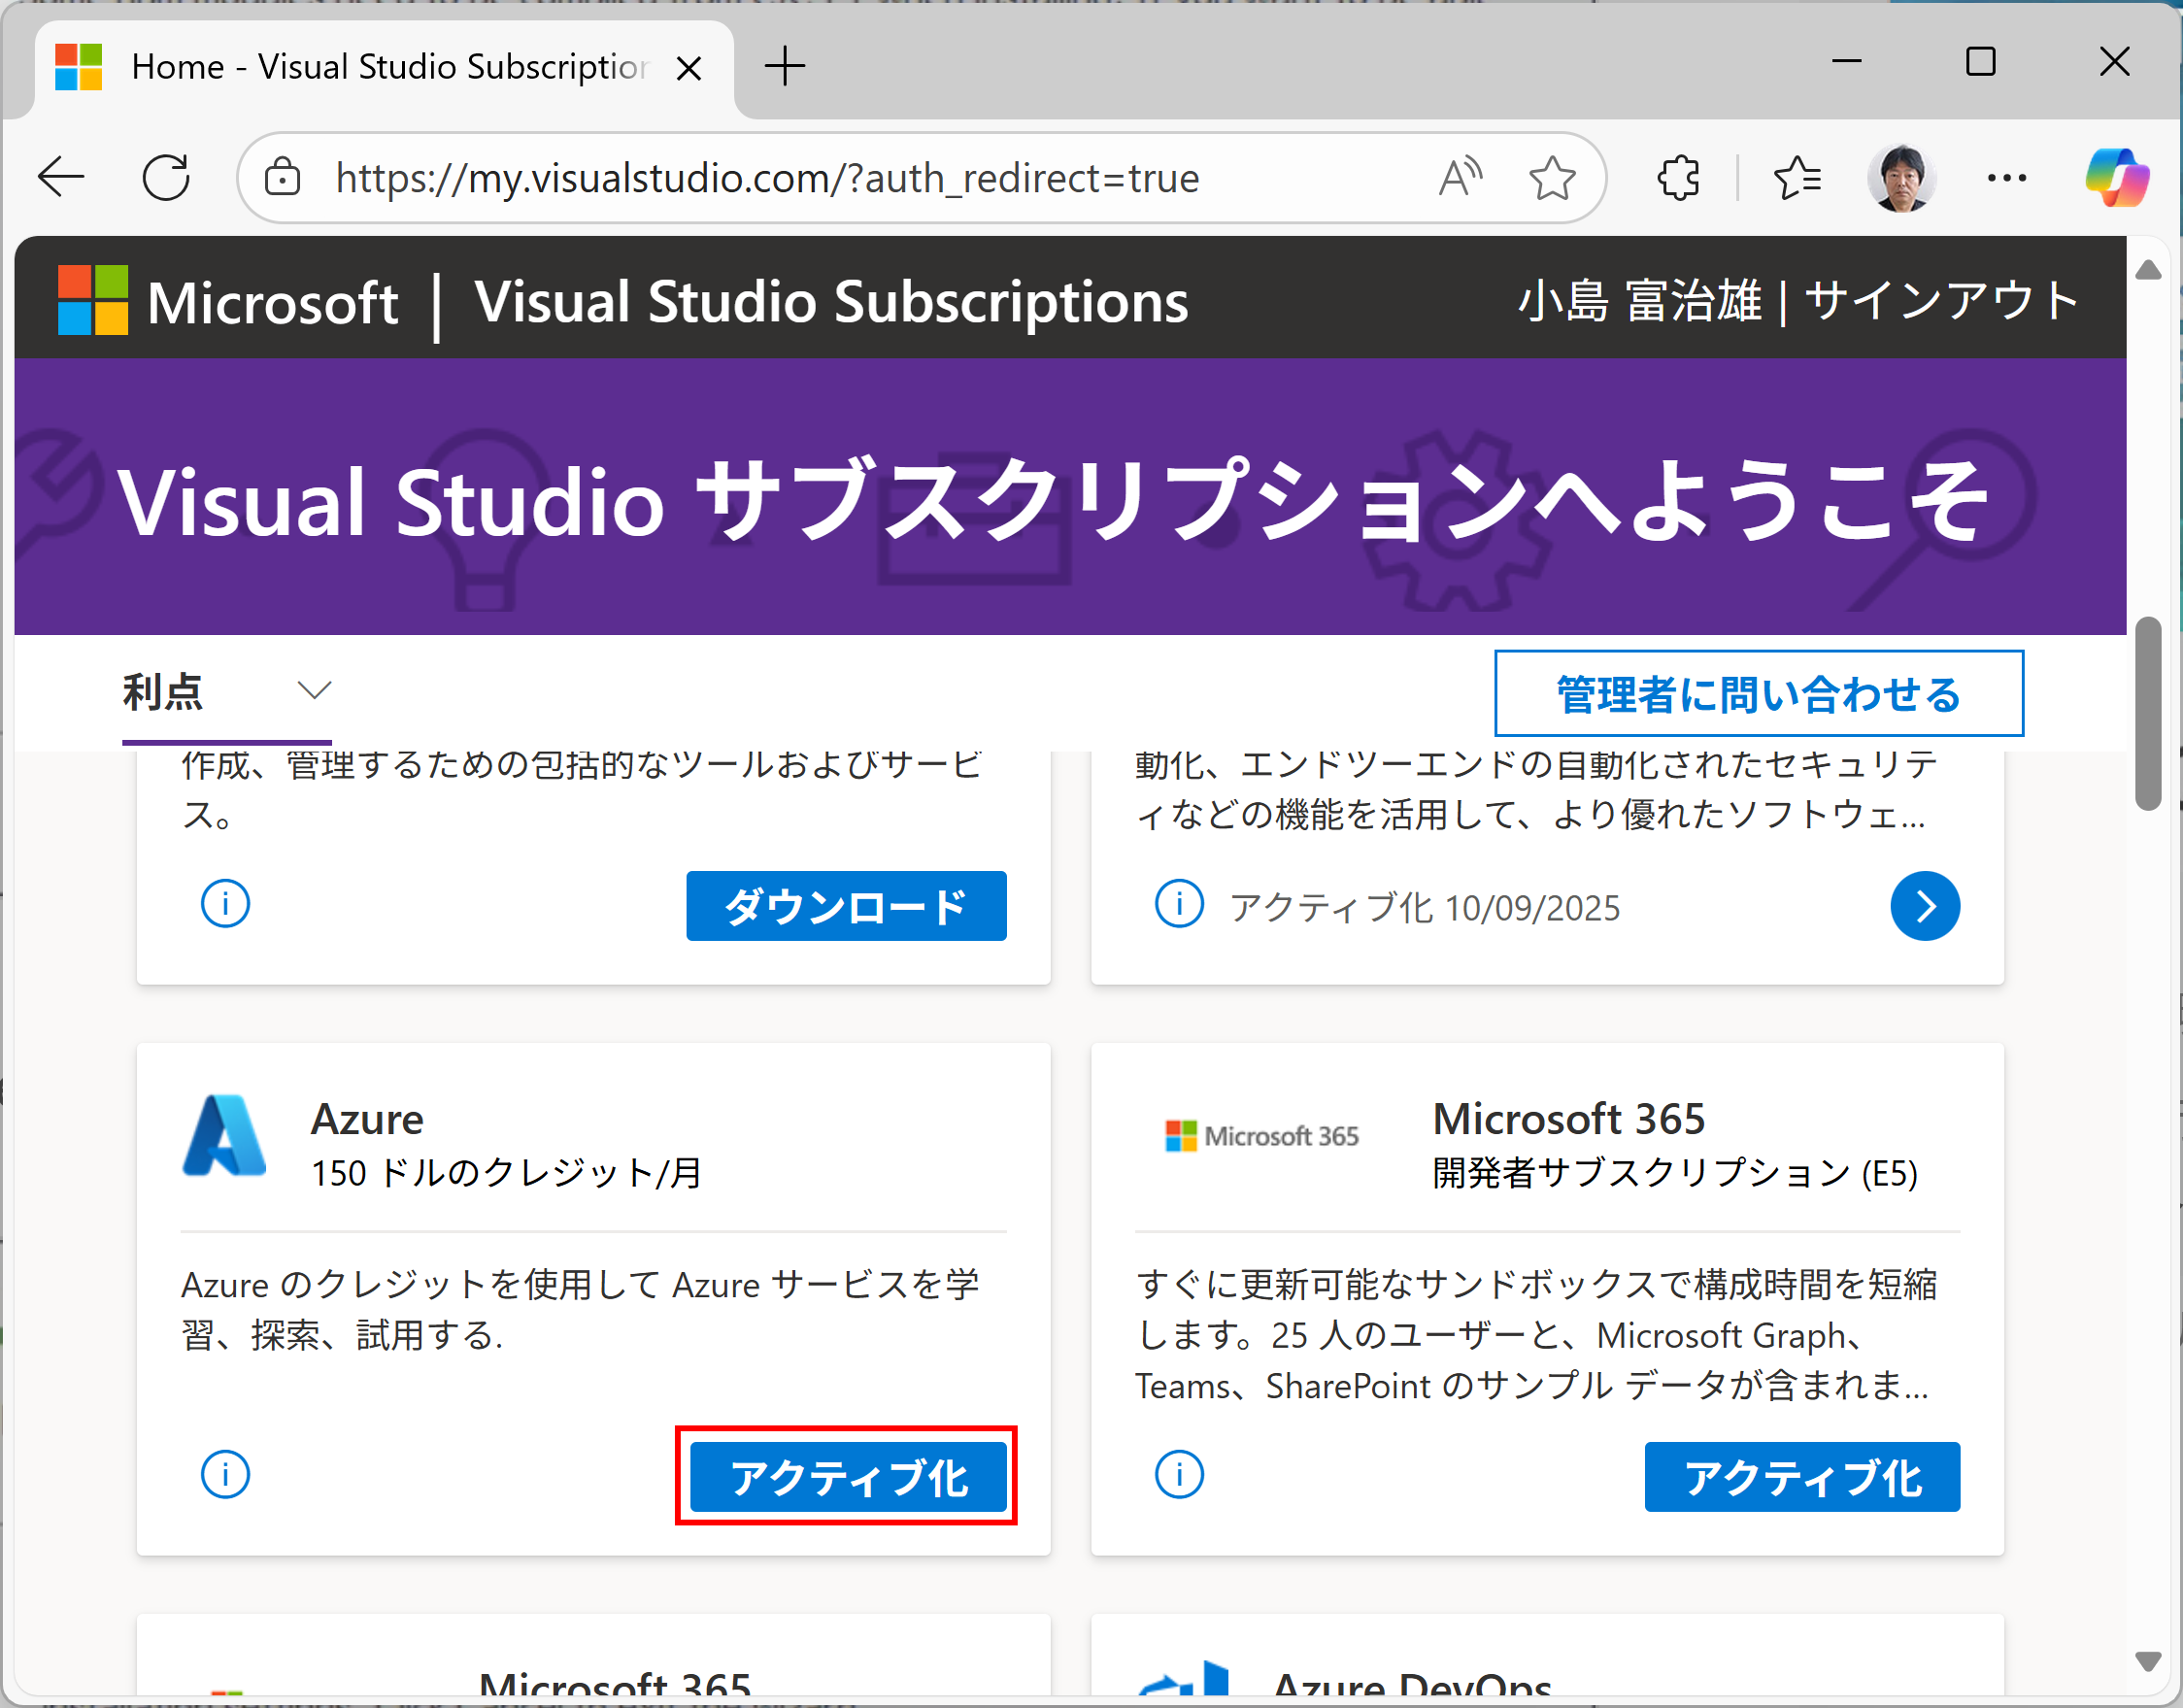 Home - Visual Studio Subscription
https://my.visualstudio.com/?auth_redirect=true
Microsoft | Visual Studio Subscriptions
小島 富治雄 | サインアウト
Visual Studio サブスクリプションへようこそ
利点
管理者に問い合わせる
作成、管理するための包括的なツールおよびサービ
ス。
ダウンロード
動化、エンドツーエンドの自動化されたセキュリテ
ィなどの機能を活用して、より優れたソフトウェ...
アクティブ化 10/09/2025
Azure
150 ドルのクレジット/月
Azure のクレジットを使用して Azure サービスを学
習、探索、試用する.
アクティブ化
Microsoft 365
Microsoft 365
開発者サブスクリプション (E5)
すぐに更新可能なサンドボックスで構成時間を短縮
します。25 人のユーザーと、Microsoft Graph、
Teams、SharePoint のサンプル データが含まれま...
アクティブ化
Microsoft 365
Azure DevOps